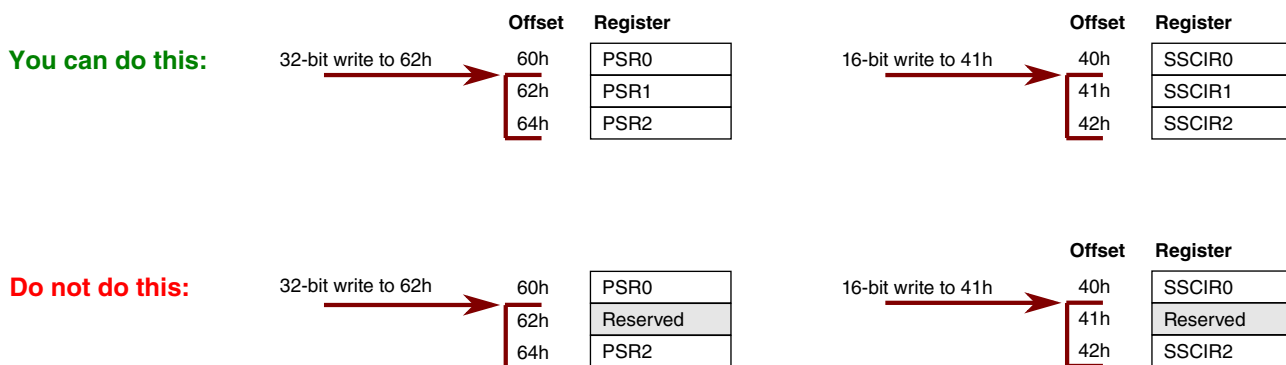 Offset Register Offset Register
You can do this: 32-bit write to 62h 60h PSR0 16-bit write to 41h 40h SSCIR0
62h PSR1 41h SSCIR1
64h PSR2 42h SSCIR2
Offset Register
Do not do this: 32-bit write to 62h 60h PSR0 16-bit write to 41h 40h SSCIR0
62h Reserved 41h Reserved
64h PSR2 42h SSCIR2